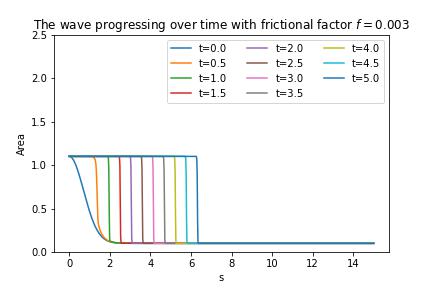 The wave progressing over time with frictional factor f = 0.003
2.5
2.0
1.5
1.0
0.5
0.0
Area
t=0.0 t=2.0 t=4.0
t=0.5 t=2.5 t=4.5
t=1.0 t=3.0 t=5.0
t=1.5 t=3.5
0 2 4 6 8 10 12 14
s